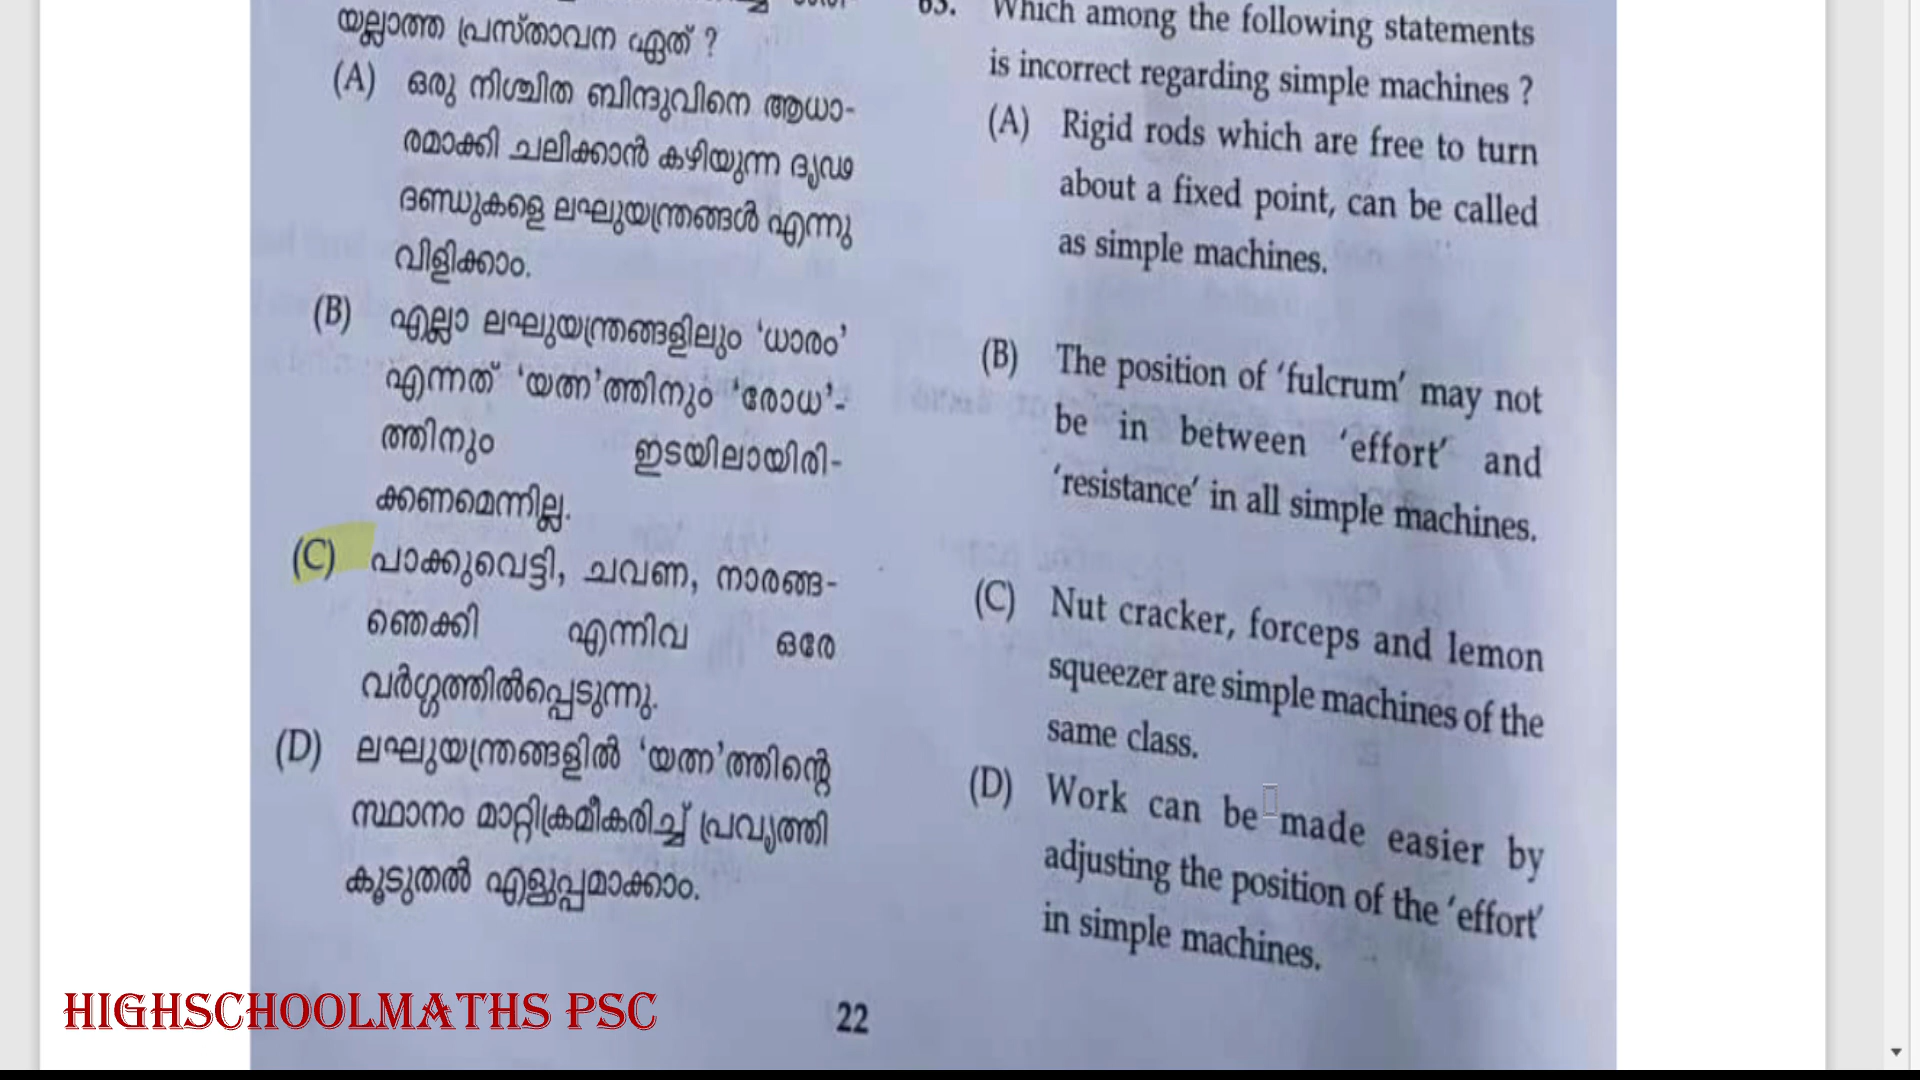 യല്ലാത്ത പ്രസ്താവന ഏത് ?
(A) ഒരു നിശ്ചിത ബിന്ദുവിനെ ആധാ-
രമാക്കി ചലിക്കാൻ കഴിയുന്ന ദൃഢ
ദണ്ഡുകളെ ലഘുയന്ത്രങ്ങൾ എന്നു
വിളിക്കാം.
(B) എല്ലാ ലഘുയന്ത്രങ്ങളിലും ‘ധാരം’
എന്നത് ‘യത്ന’ത്തിനും ‘രോധ’-
ത്തിനും ഇടയിലായിരി-
ക്കണമെന്നില്ല.
(C) പാക്കുവെട്ടി, ചവണ, നാരങ്ങ-
ഞെക്കി എന്നിവ ഒരേ
വർഗ്ഗത്തിൽപ്പെടുന്നു.
(D) ലഘുയന്ത്രങ്ങളിൽ ‘യത്ന’ത്തിന്റെ
സ്ഥാനം മാറ്റിക്രമീകരിച്ച് പ്രവൃത്തി
കൂടുതൽ എളുപ്പമാക്കാം.
Which among the following statements
is incorrect regarding simple machines ?
(A) Rigid rods which are free to turn
about a fixed point, can be called
as simple machines.
(B) The position of ‘fulcrum’ may not
be in between ‘effort’ and
‘resistance’ in all simple machines.
(C) Nut cracker, forceps and lemon
squeezer are simple machines of the
same class.
(D) Work can be made easier by
adjusting the position of the ‘effort’
in simple machines.
HIGHSCHOOLMATHS PSC
22